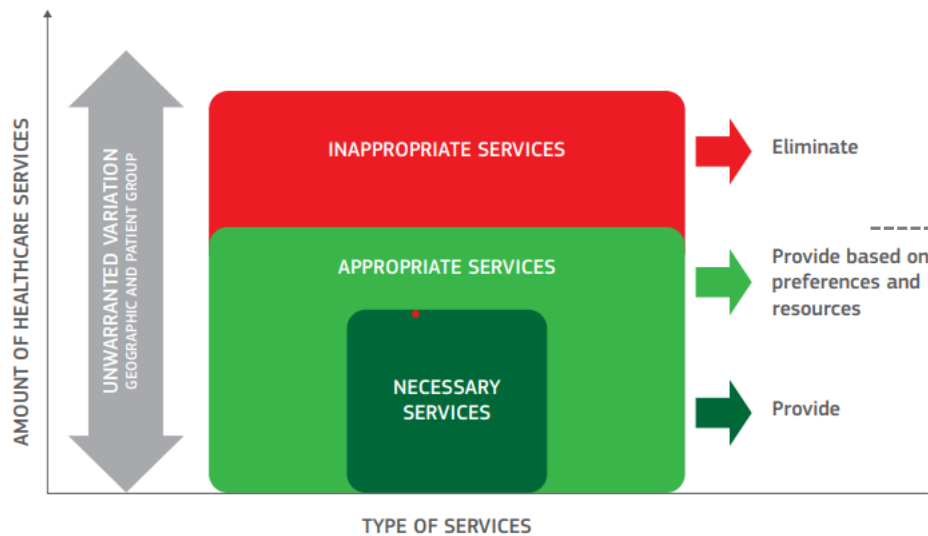 AMOUNT OF HEALTHCARE SERVICES
UNWARRANTED VARIATION
GEOGRAPHIC AND PATIENT GROUP
INAPPROPRIATE SERVICES
Eliminate
APPROPRIATE SERVICES
Provide based on
preferences and
resources
NECESSARY
SERVICES
Provide
TYPE OF SERVICES